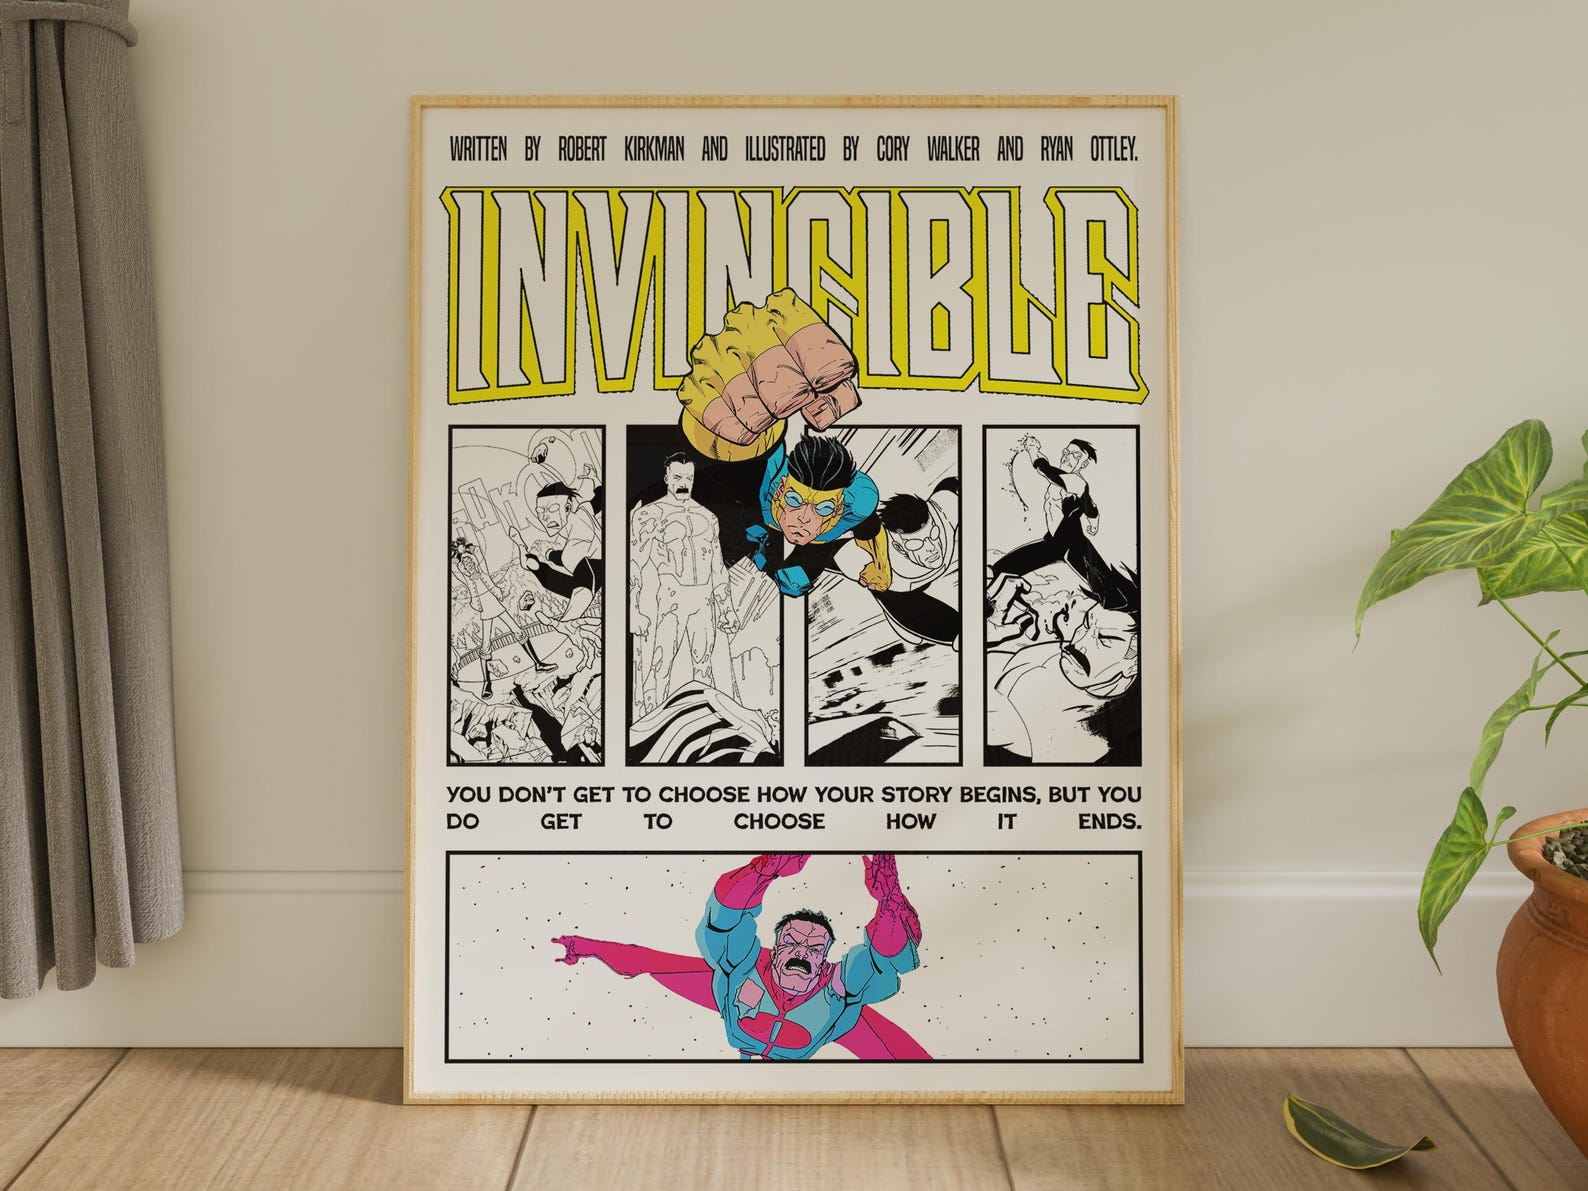 WRITTEN BY ROBERT KIRKMAN AND ILLUSTRATED BY CORY WALKER AND RYAN OTTLEY.
INVINCIBLE
YOU DON'T GET TO CHOOSE HOW YOUR STORY BEGINS, BUT YOU
DO GET TO CHOOSE HOW IT ENDS.